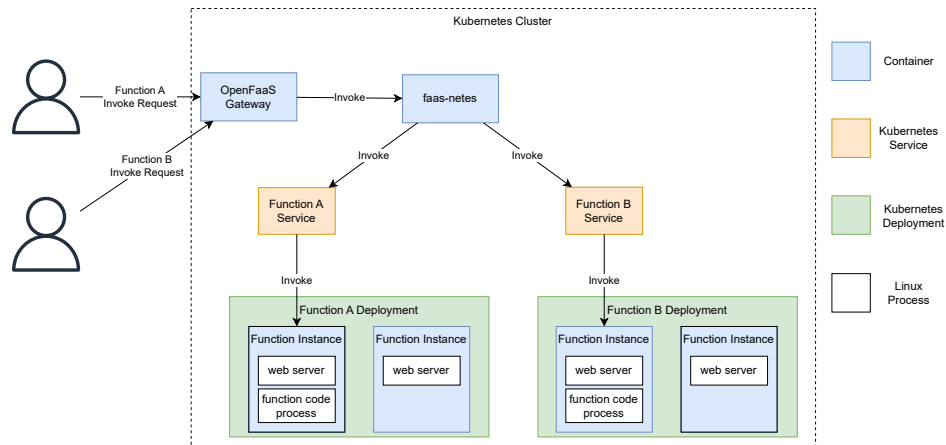 Kubernetes Cluster
Function A
Invoke Request
OpenFaaS
Gateway
Invoke
faas-netes
Function B
Invoke Request
Invoke
Invoke
Function A
Service
Function B
Service
Invoke
Invoke
Function A Deployment
Function Instance
web server
function code
process
Function Instance
web server
Function B Deployment
Function Instance
web server
function code
process
Function Instance
web server
Container
Kubernetes
Service
Kubernetes
Deployment
Linux
Process